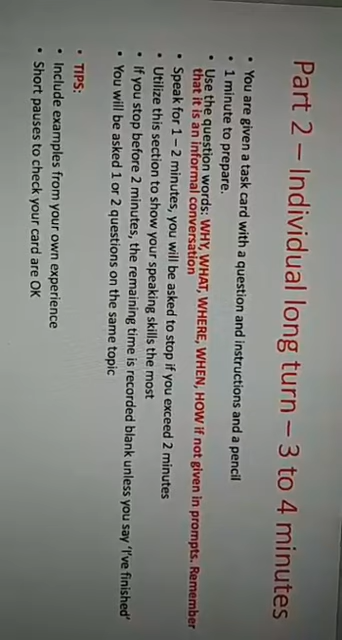 Part 2 – Individual long turn – 3 to 4 minutes
• You are given a task card with a question and instructions and a pencil
• 1 minute to prepare.
• Use the question words: WHY, WHAT, WHERE, WHEN, HOW if not given in prompts. Remember
that it is an informal conversation
• Speak for 1 – 2 minutes, you will be asked to stop if you exceed 2 minutes
• Utilize this section to show your speaking skills the most
• If you stop before 2 minutes, the remaining time is recorded blank unless you say 'I've finished'
• You will be asked 1 or 2 questions on the same topic
• TIPS:
• Include examples from your own experience
• Short pauses to check your card are OK